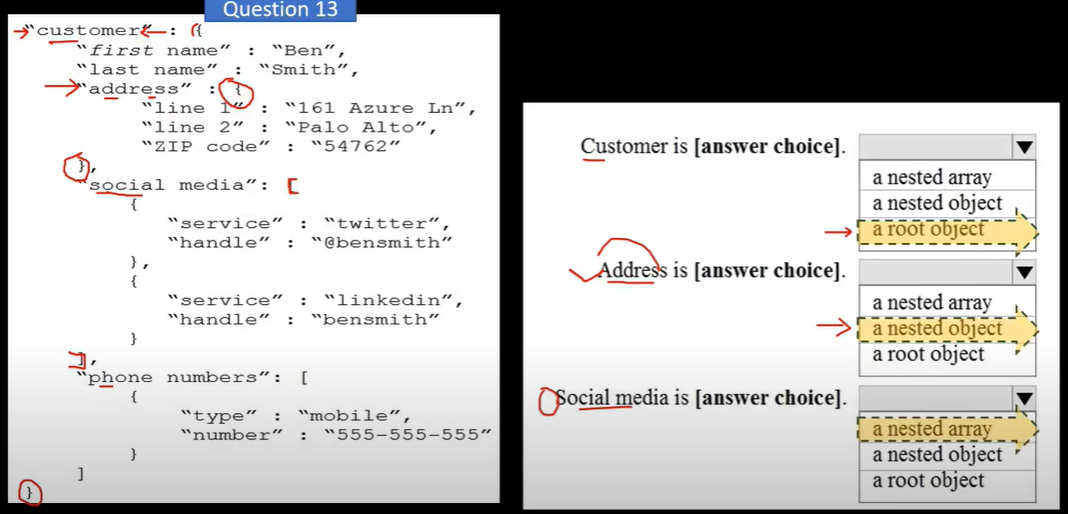 Question 13
“customer” : {
“first name” : “Ben”,
“last name” : “Smith”,
“address” : {
“line 1” : “161 Azure Ln”,
“line 2” : “Palo Alto”,
“ZIP code” : “54762”
},
“social media”: [
{
“service” : “twitter”,
“handle” : “@bensmith”
},
{
“service” : “linkedin”,
“handle” : “bensmith”
}
],
“phone numbers”: [
{
“type” : “mobile”,
“number” : “555-555-555”
}
]
}
Customer is [answer choice].
a nested array
a nested object
a root object
Address is [answer choice].
a nested array
a nested object
a root object
Social media is [answer choice].
a nested array
a nested object
a root object